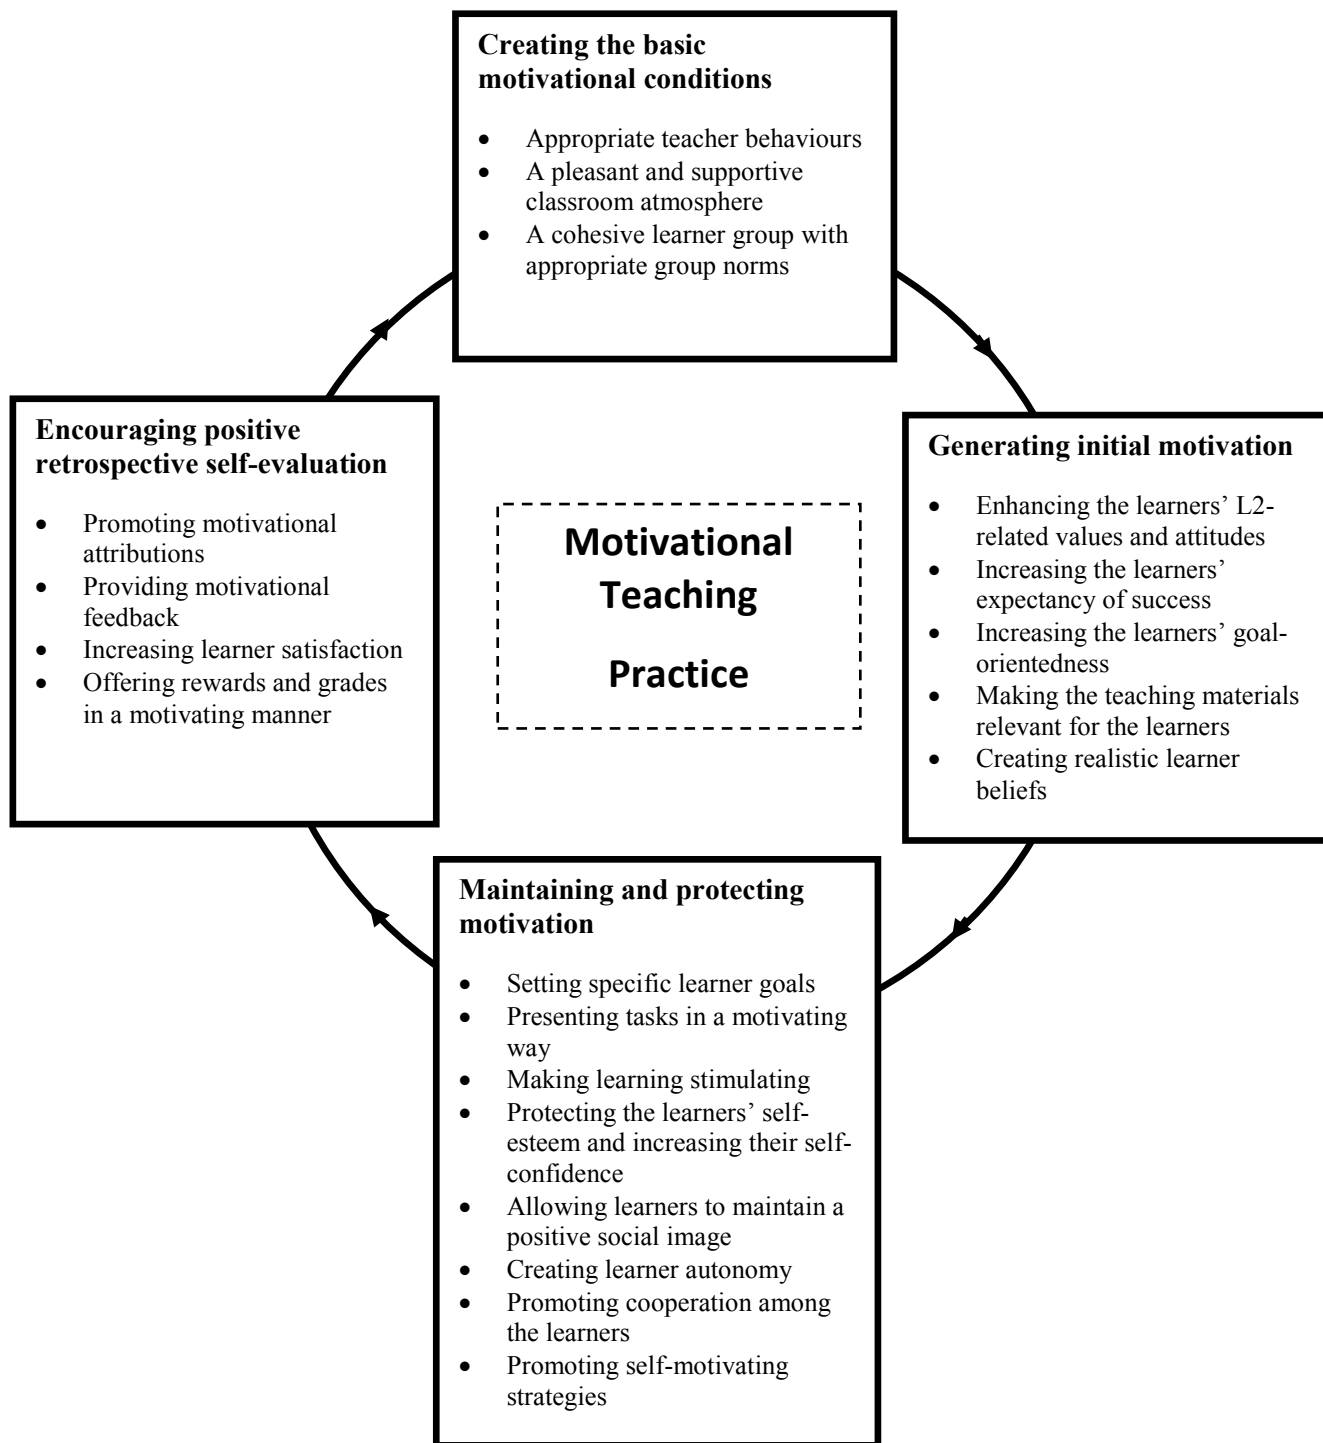 Creating the basic
motivational conditions
• Appropriate teacher behaviours
• A pleasant and supportive
classroom atmosphere
• A cohesive learner group with
appropriate group norms
Encouraging positive
retrospective self-evaluation
• Promoting motivational
attributions
• Providing motivational
feedback
• Increasing learner satisfaction
• Offering rewards and grades
in a motivating manner
Motivational
Teaching
Practice
Generating initial motivation
• Enhancing the learners’ L2-
related values and attitudes
• Increasing the learners’
expectancy of success
• Increasing the learners’ goal-
orientedness
• Making the teaching materials
relevant for the learners
• Creating realistic learner
beliefs
Maintaining and protecting
motivation
• Setting specific learner goals
• Presenting tasks in a motivating
way
• Making learning stimulating
• Protecting the learners’ self-
esteem and increasing their self-
confidence
• Allowing learners to maintain a
positive social image
• Creating learner autonomy
• Promoting cooperation among
the learners
• Promoting self-motivating
strategies